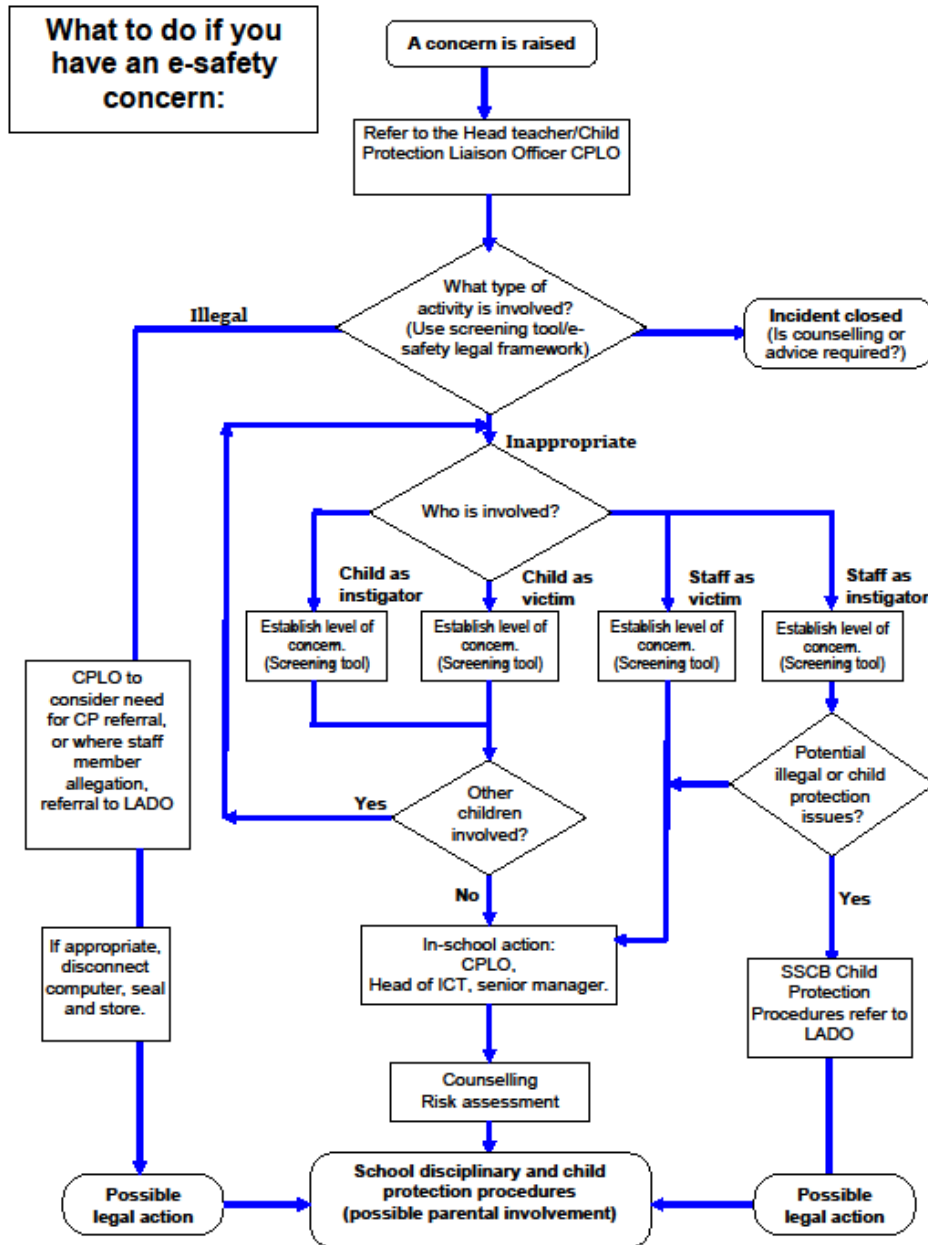 What to do if you
have an e-safety
concern:
A concern is raised
Refer to the Head teacher/Child
Protection Liaison Officer CPLO
What type of
activity is involved?
(Use screening tool/e-
safety legal framework)
Illegal
Incident closed
(Is counselling or
advice required?)
Inappropriate
Who is involved?
Child as
instigator
Child as
victim
Staff as
victim
Staff as
instigator
Establish level of
concern.
(Screening tool)
Establish level of
concern.
(Screening tool)
Establish level of
concern.
(Screening tool)
Establish level of
concern.
(Screening tool)
CPLO to
consider need
for CP referral,
or where staff
member
allegation,
referral to LADO
Yes
Other
children
involved?
Potential
illegal or child
protection
issues?
No
Yes
If appropriate,
disconnect
computer, seal
and store.
In-school action:
CPLO,
Head of ICT, senior manager.
SSCB Child
Protection
Procedures refer to
LADO
Counselling
Risk assessment
Possible
legal action
School disciplinary and child
protection procedures
(possible parental involvement)
Possible
legal action